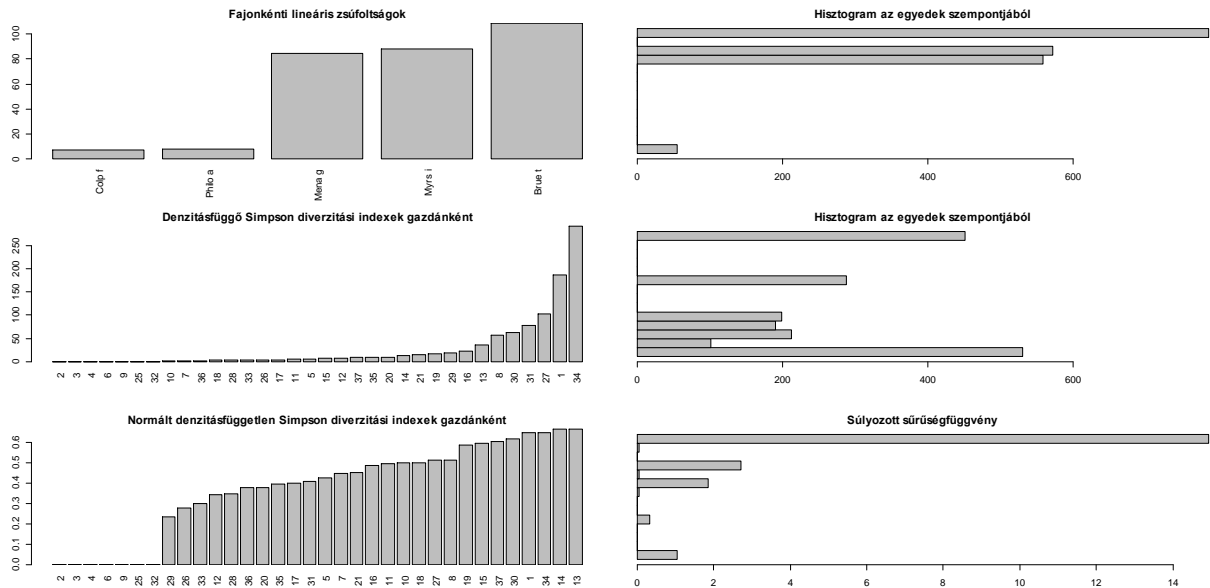 Fajonkénti lineáris zsúfoltságok
0 20 40 60 80 100
Colp f Philo a Mena g Myrs i Brue t
Hisztogram az egyedek szempontjából
0 200 400 600
Denzitásfüggő Simpson diverzitási indexek gazdánként
0 50 100 150 200 250
2 3 4 6 9 25 32 10 7 36 18 28 33 26 17 11 5 15 12 37 35 20 14 21 19 29 16 13 8 30 31 27 1 34
Hisztogram az egyedek szempontjából
0 200 400 600
Normált denzitásfüggetlen Simpson diverzitási indexek gazdánként
0.0 0.1 0.2 0.3 0.4 0.5 0.6
2 3 4 6 9 25 32 29 26 33 12 28 36 20 35 17 31 5 7 21 16 11 10 18 27 8 19 15 37 30 1 34 14 13
Súlyozott sűrűségfüggvény
0 2 4 6 8 10 12 14